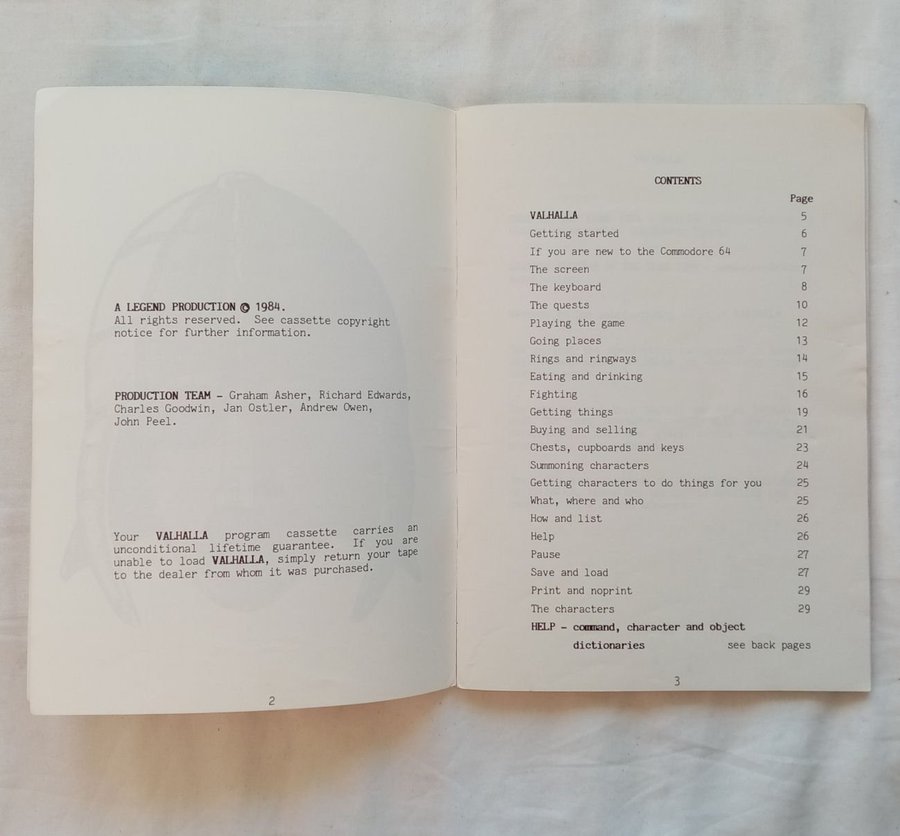 A LEGEND PRODUCTION © 1984.
All rights reserved. See cassette copyright
notice for further information.
PRODUCTION TEAM - Graham Asher, Richard Edwards,
Charles Goodwin, Jan Ostler, Andrew Owen,
John Peel.
Your VALHALLA program cassette carries an
unconditional lifetime guarantee. If you are
unable to load VALHALLA, simply return your tape
to the dealer from whom it was purchased.
2
CONTENTS
Page
VALHALLA 5
Getting started 6
If you are new to the Commodore 64 7
The screen 7
The keyboard 8
The quests 10
Playing the game 12
Going places 13
Rings and ringways 14
Eating and drinking 15
Fighting 16
Getting things 19
Buying and selling 21
Chests, cupboards and keys 23
Summoning characters 24
Getting characters to do things for you 25
What, where and who 25
How and list 26
Help 26
Pause 27
Save and load 27
Print and noprint 29
The characters 29
HELP - command, character and object
dictionaries see back pages
3